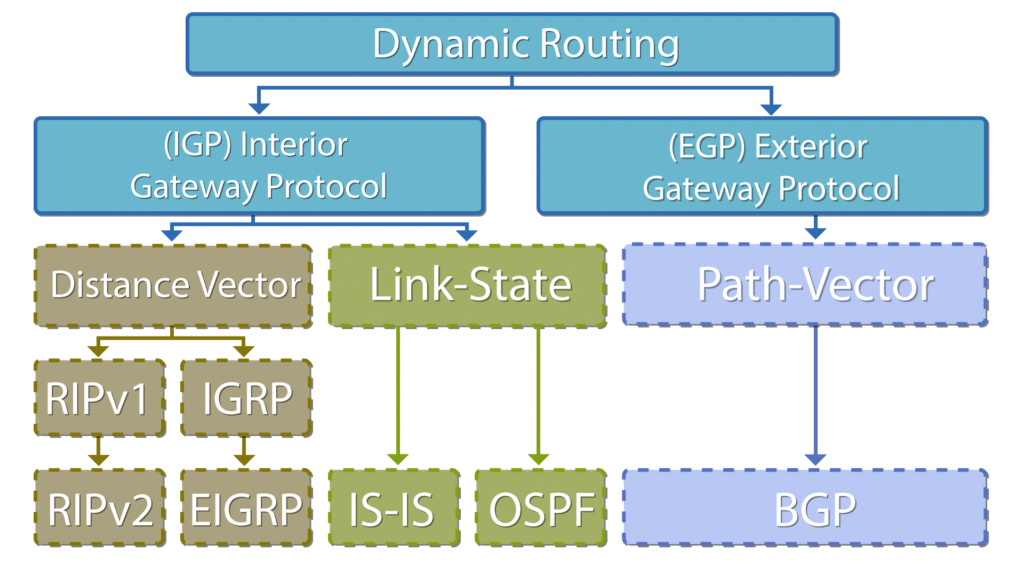 Dynamic Routing
(IGP) Interior
Gateway Protocol
(EGP) Exterior
Gateway Protocol
Distance Vector
Link-State
Path-Vector
RIPv1
IGRP
RIPv2
EIGRP
IS-IS
OSPF
BGP